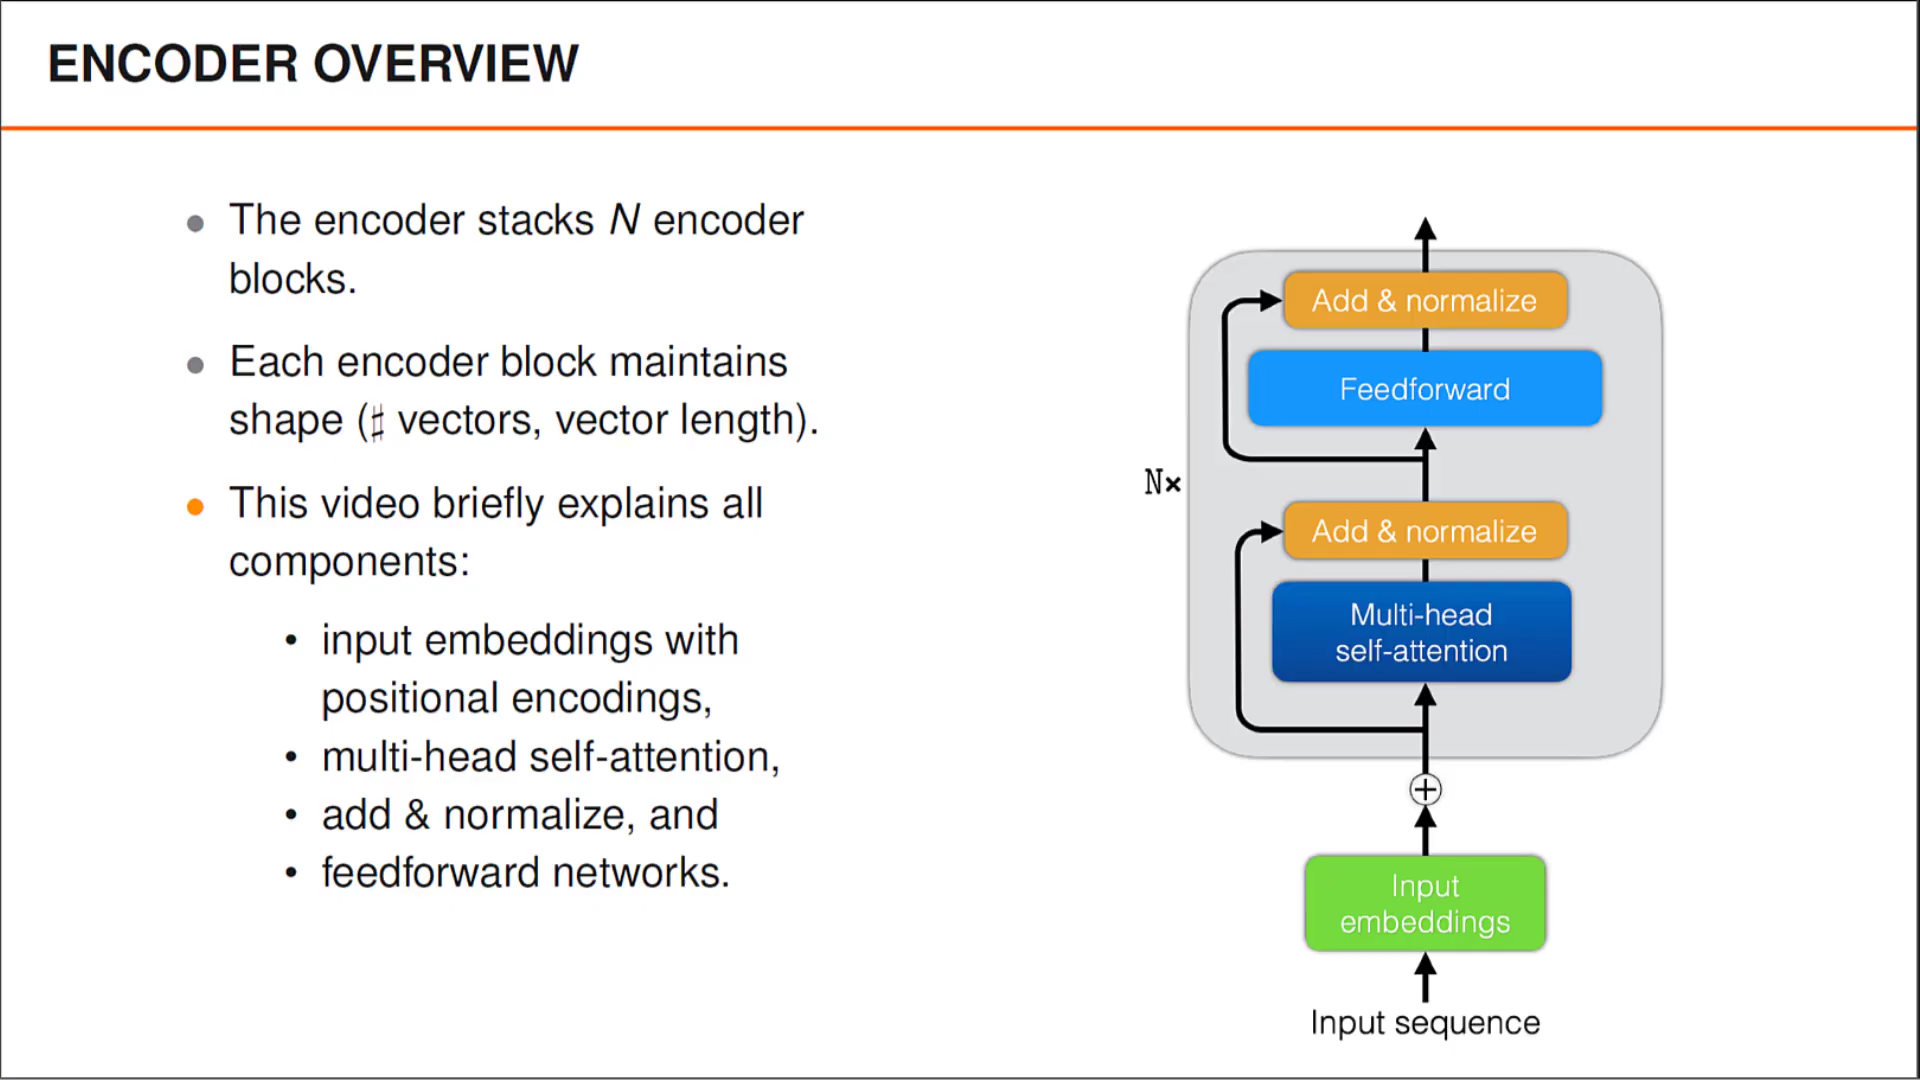 ENCODER OVERVIEW
• The encoder stacks N encoder
blocks.
• Each encoder block maintains
shape (♯ vectors, vector length).
• This video briefly explains all
components:
• input embeddings with
positional encodings,
• multi-head self-attention,
• add & normalize, and
• feedforward networks.
Add & normalize
Feedforward
N×
Add & normalize
Multi-head
self-attention
+
Input
embeddings
Input sequence